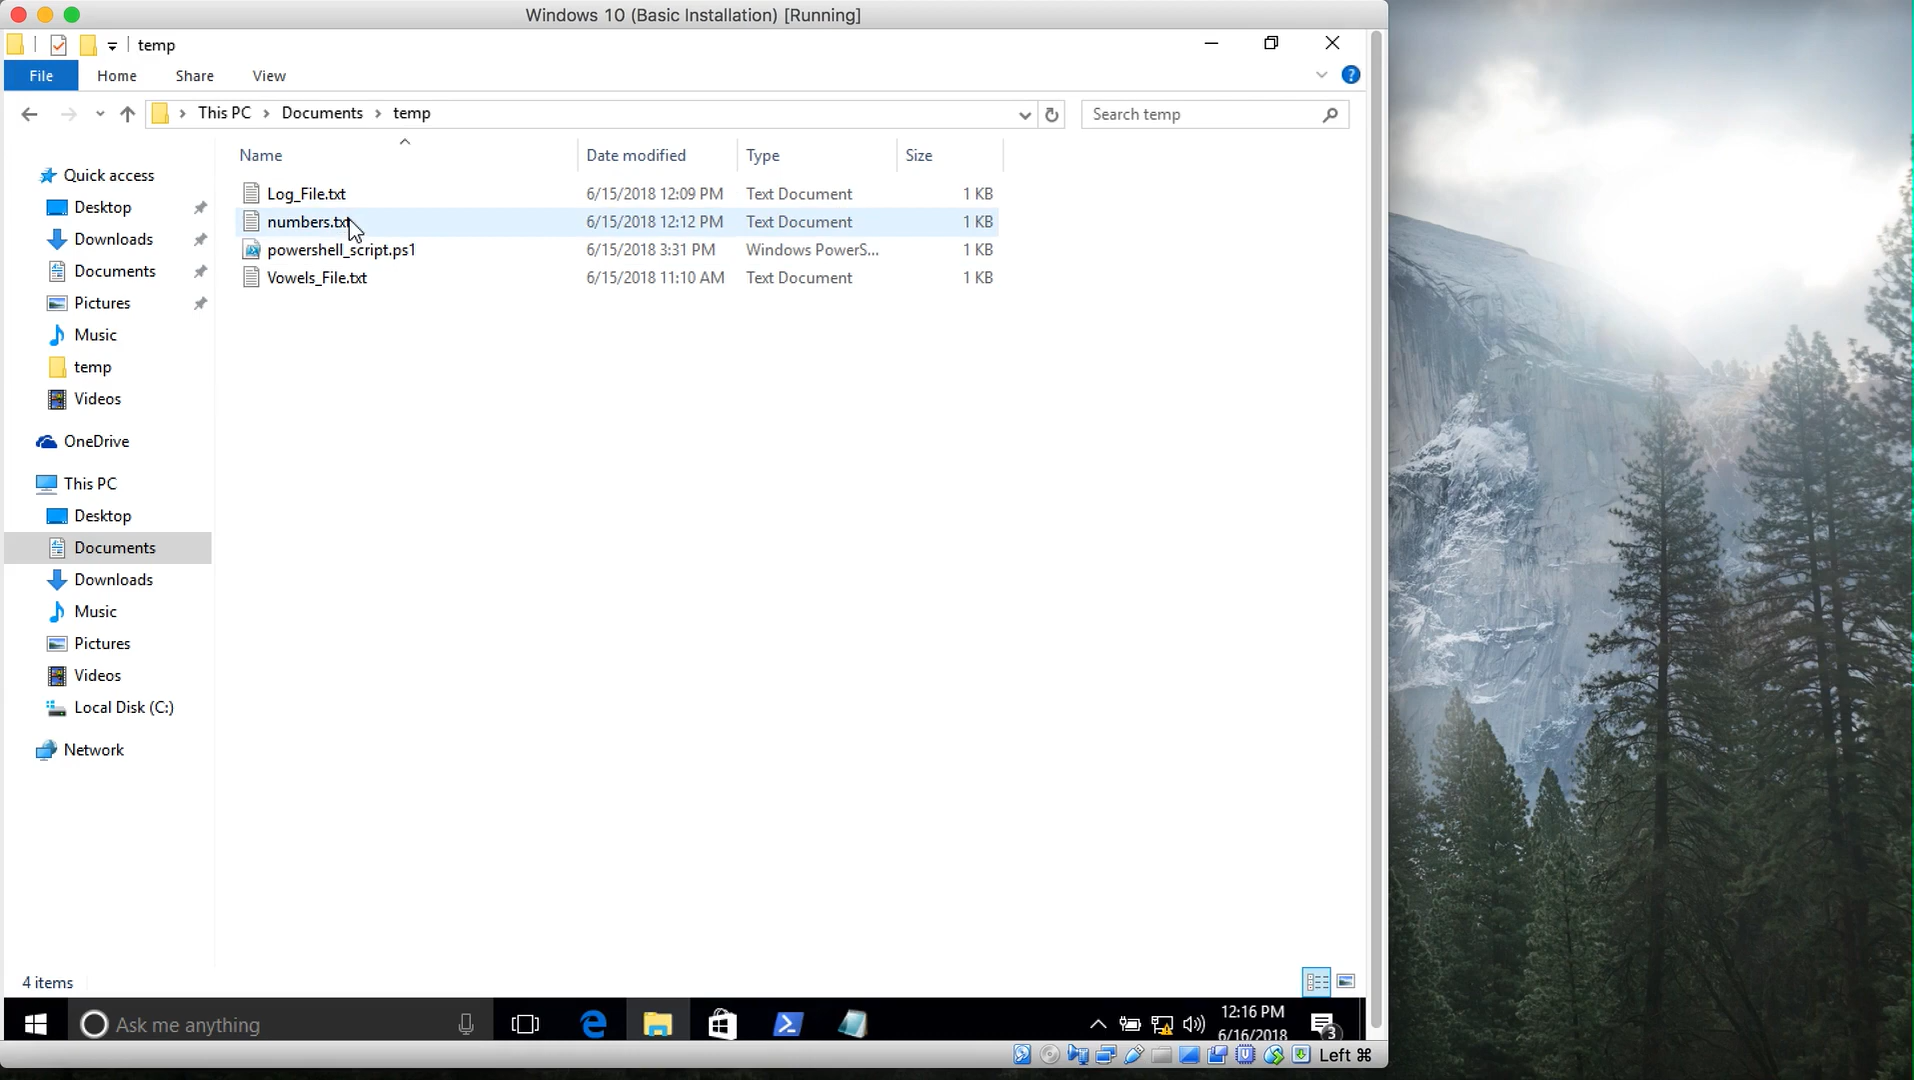 Windows 10 (Basic Installation) [Running]
temp
File Home Share View
This PC > Documents > temp
Search temp
Name Date modified Type Size
Log_File.txt 6/15/2018 12:09 PM Text Document 1 KB
numbers.txt 6/15/2018 12:12 PM Text Document 1 KB
powershell_script.ps1 6/15/2018 3:31 PM Windows PowerS... 1 KB
Vowels_File.txt 6/15/2018 11:10 AM Text Document 1 KB
Quick access
Desktop
Downloads
Documents
Pictures
Music
temp
Videos
OneDrive
This PC
Desktop
Documents
Downloads
Music
Pictures
Videos
Local Disk (C:)
Network
4 items
Ask me anything
12:16 PM
6/16/2018
3
Left ⌘